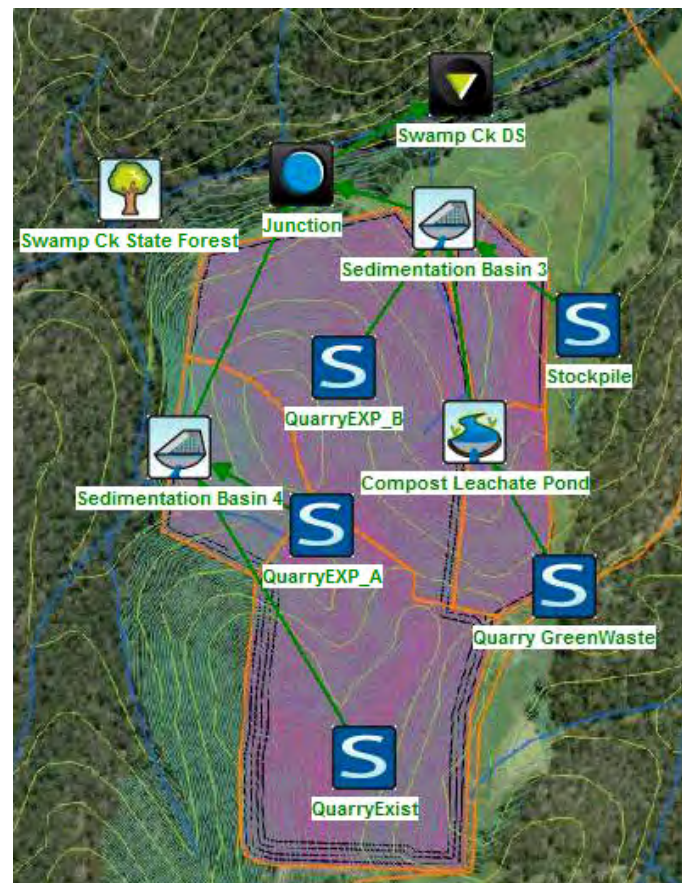 Swamp Ck DS
Junction
Swamp Ck State Forest
Sedimentation Basin 3
S
Stockpile
S
QuarryEXP_B
Compost Leachate Pond
Sedimentation Basin 4
S
QuarryEXP_A
S
Quarry GreenWaste
S
QuarryExist